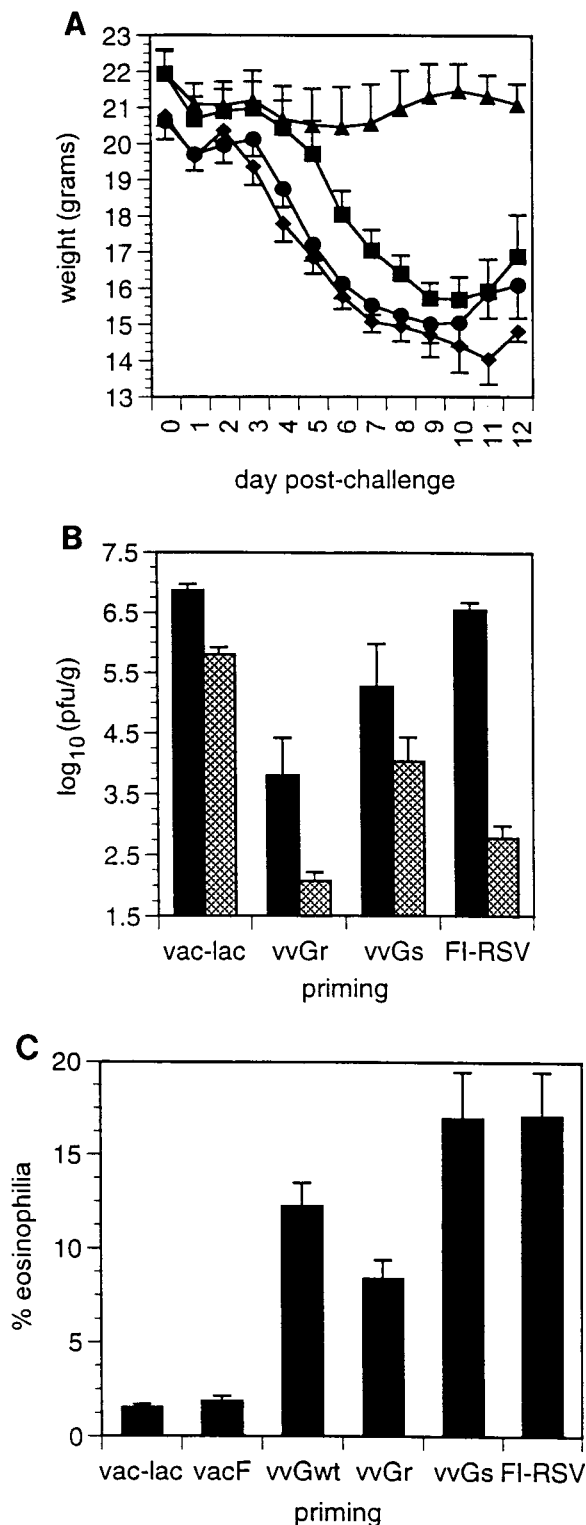 A
23
22
21
20
19
18
17
16
15
14
13
weight (grams)
0 1 2 3 4 5 6 7 8 9 10 11 12
day post-challenge
B
7.5
6.5
5.5
4.5
3.5
2.5
1.5
log10(pfu/g)
vac-lac vvGr vvGs FI-RSV
priming
C
20
15
10
5
0
% eosinophilia
vac-lac vacF vvGwt vvGr vvGs FI-RSV
priming